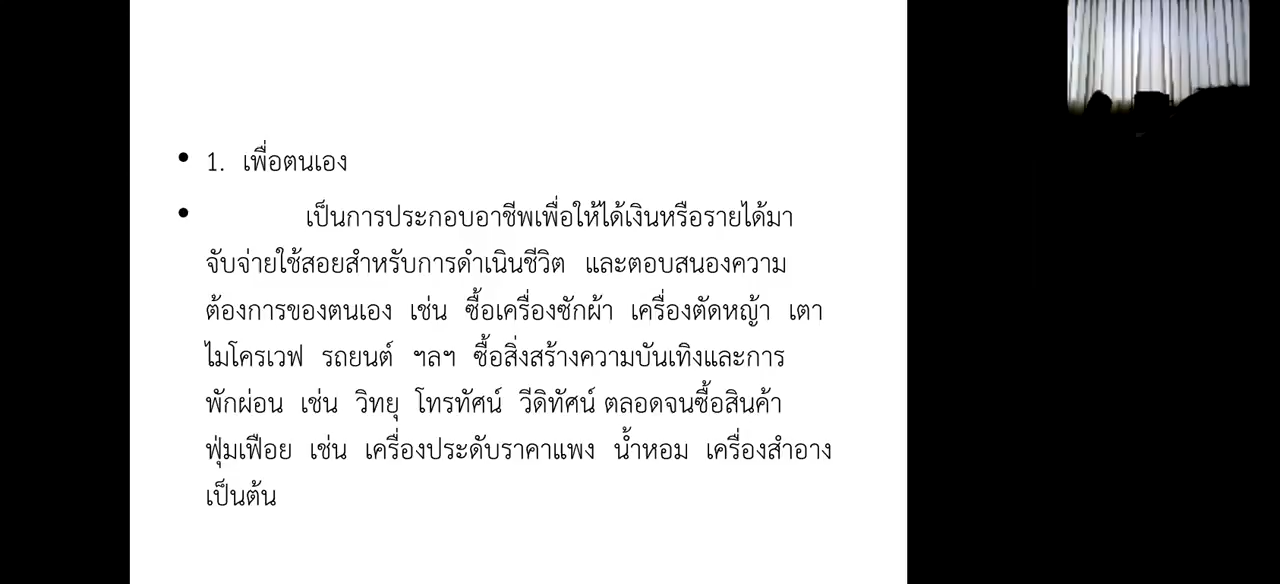 • 1. เพื่อตนเอง
• เป็นการประกอบอาชีพเพื่อให้ได้เงินหรือรายได้มา
จับจ่ายใช้สอยสำหรับการดำเนินชีวิต และตอบสนองความ
ต้องการของตนเอง เช่น ซื้อเครื่องซักผ้า เครื่องตัดหญ้า เตา
ไมโครเวฟ รถยนต์ ฯลฯ ซื้อสิ่งสร้างความบันเทิงและการ
พักผ่อน เช่น วิทยุ โทรทัศน์ วีดิทัศน์ ตลอดจนซื้อสินค้า
ฟุ่มเฟือย เช่น เครื่องประดับราคาแพง น้ำหอม เครื่องสำอาง
เป็นต้น